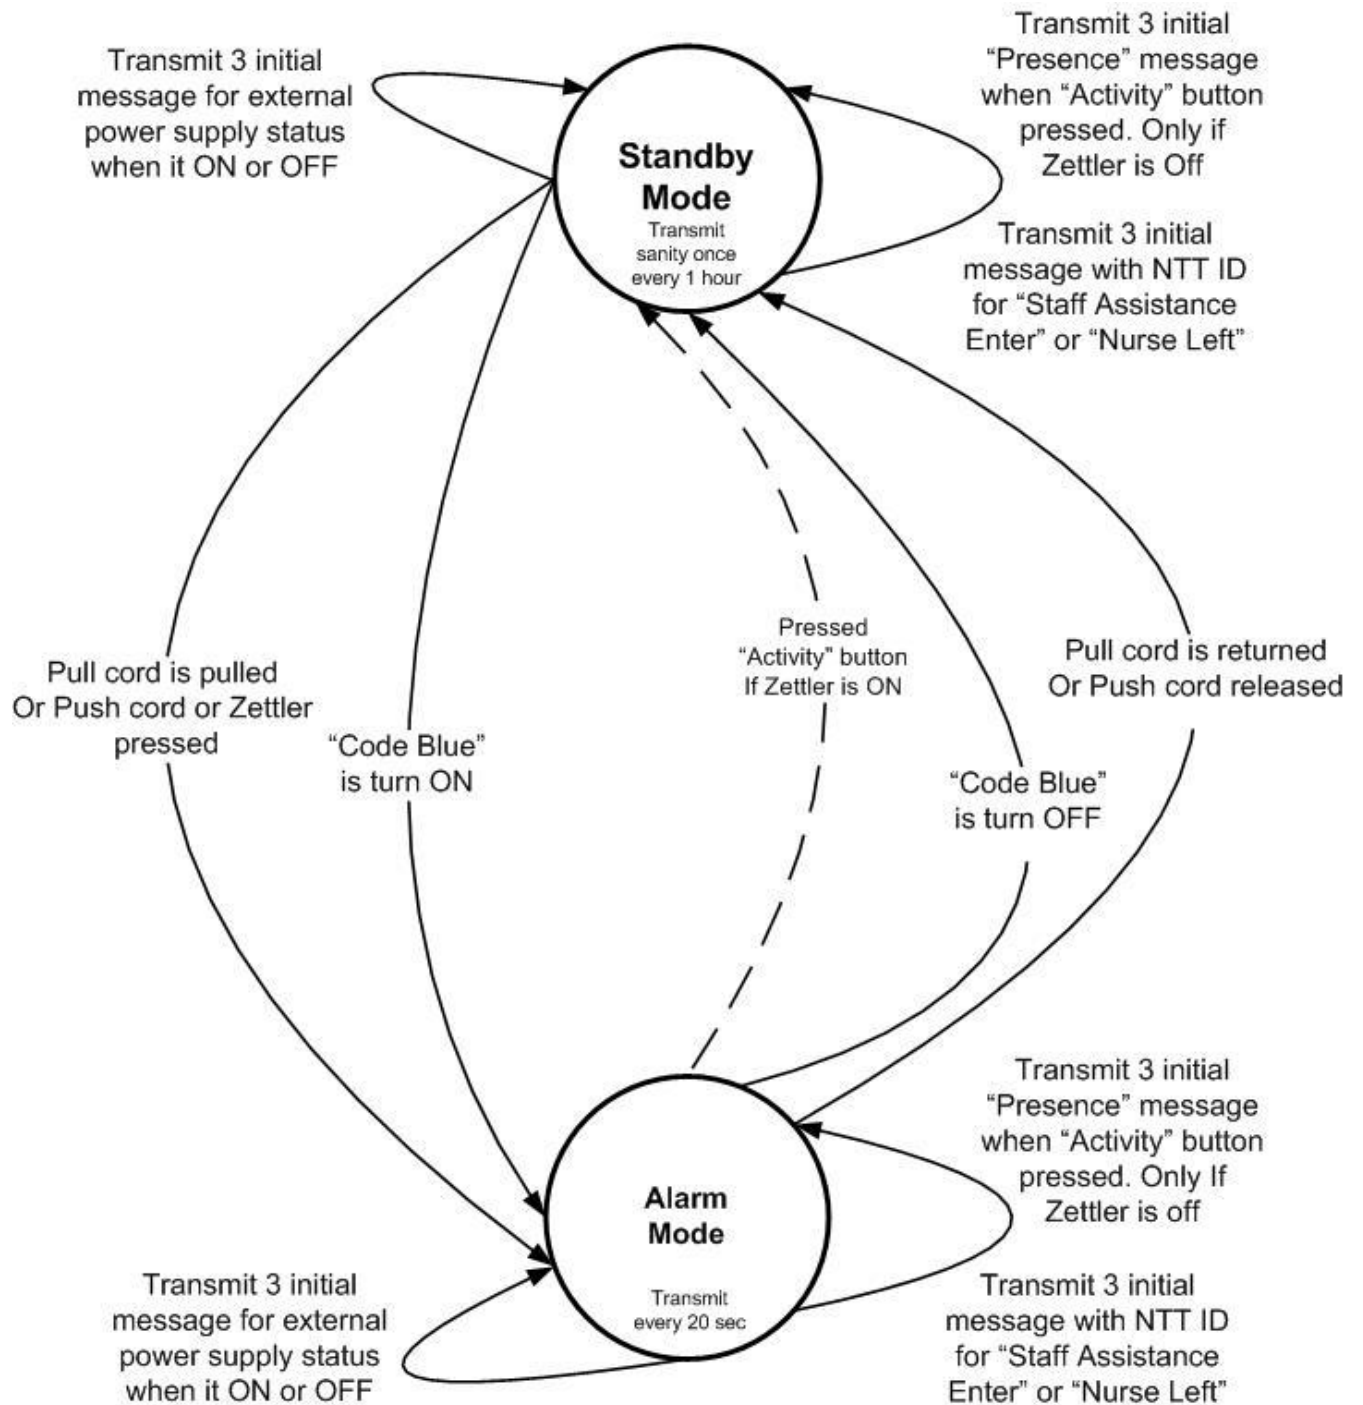 Transmit 3 initial
message for external
power supply status
when it ON or OFF
Standby
Mode
Transmit
sanity once
every 1 hour
Transmit 3 initial
“Presence” message
when “Activity” button
pressed. Only if
Zettler is Off
Transmit 3 initial
message with NTT ID
for “Staff Assistance
Enter” or “Nurse Left”
Pull cord is pulled
Or Push cord or Zettler
pressed
“Code Blue”
is turn ON
Pressed
“Activity” button
If Zettler is ON
“Code Blue”
is turn OFF
Pull cord is returned
Or Push cord released
Alarm
Mode
Transmit
every 20 sec
Transmit 3 initial
“Presence” message
when “Activity” button
pressed. Only If
Zettler is off
Transmit 3 initial
message for external
power supply status
when it ON or OFF
Transmit 3 initial
message with NTT ID
for “Staff Assistance
Enter” or “Nurse Left”